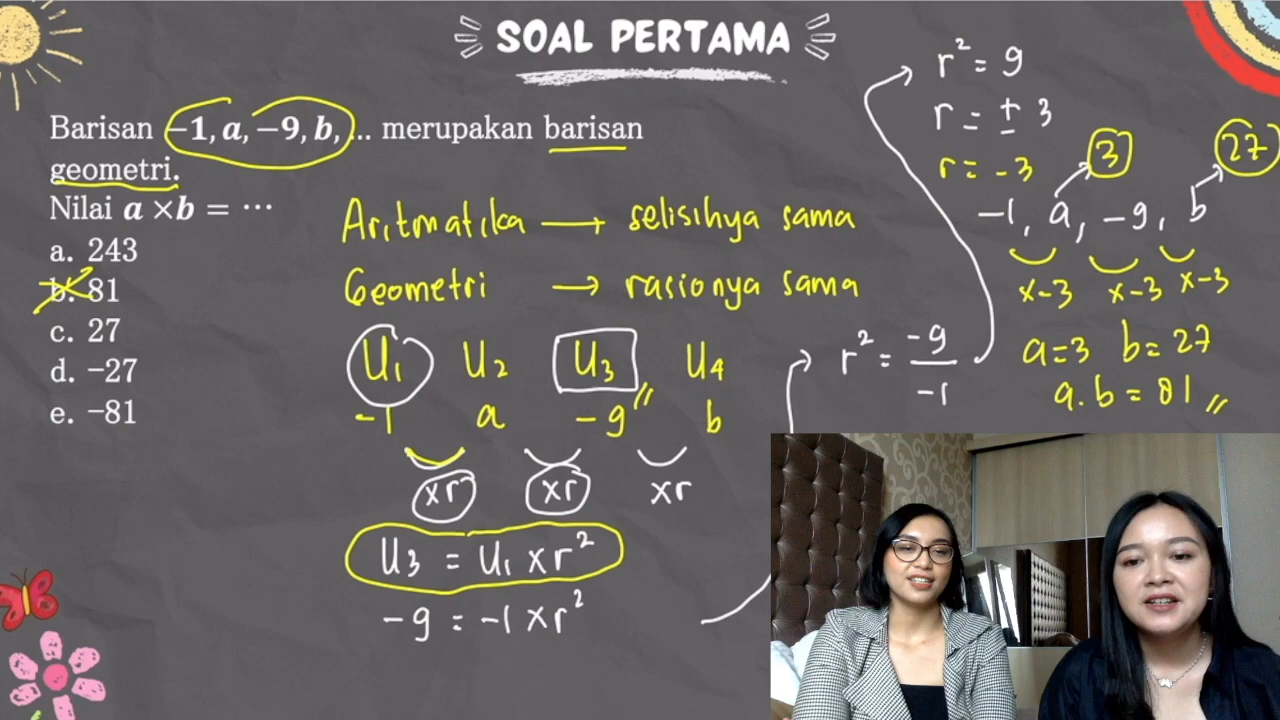 SOAL PERTAMA
Barisan −1, a, −9, b, ... merupakan barisan
geometri.
Nilai a × b = ⋯
a. 243
b. 81
c. 27
d. −27
e. −81
Aritmatika → selisihya sama
Geometri → rasionya sama
U₁ U₂ U₃ U₄
-1 a -9 b
xr xr xr
U₃ = U₁ x r²
-9 = -1 x r²
r² = -9/-1
r² = 9
r = ± 3
r = -3
3 27
-1, a, -9, b
x-3 x-3 x-3
a=3 b=27
a.b = 81